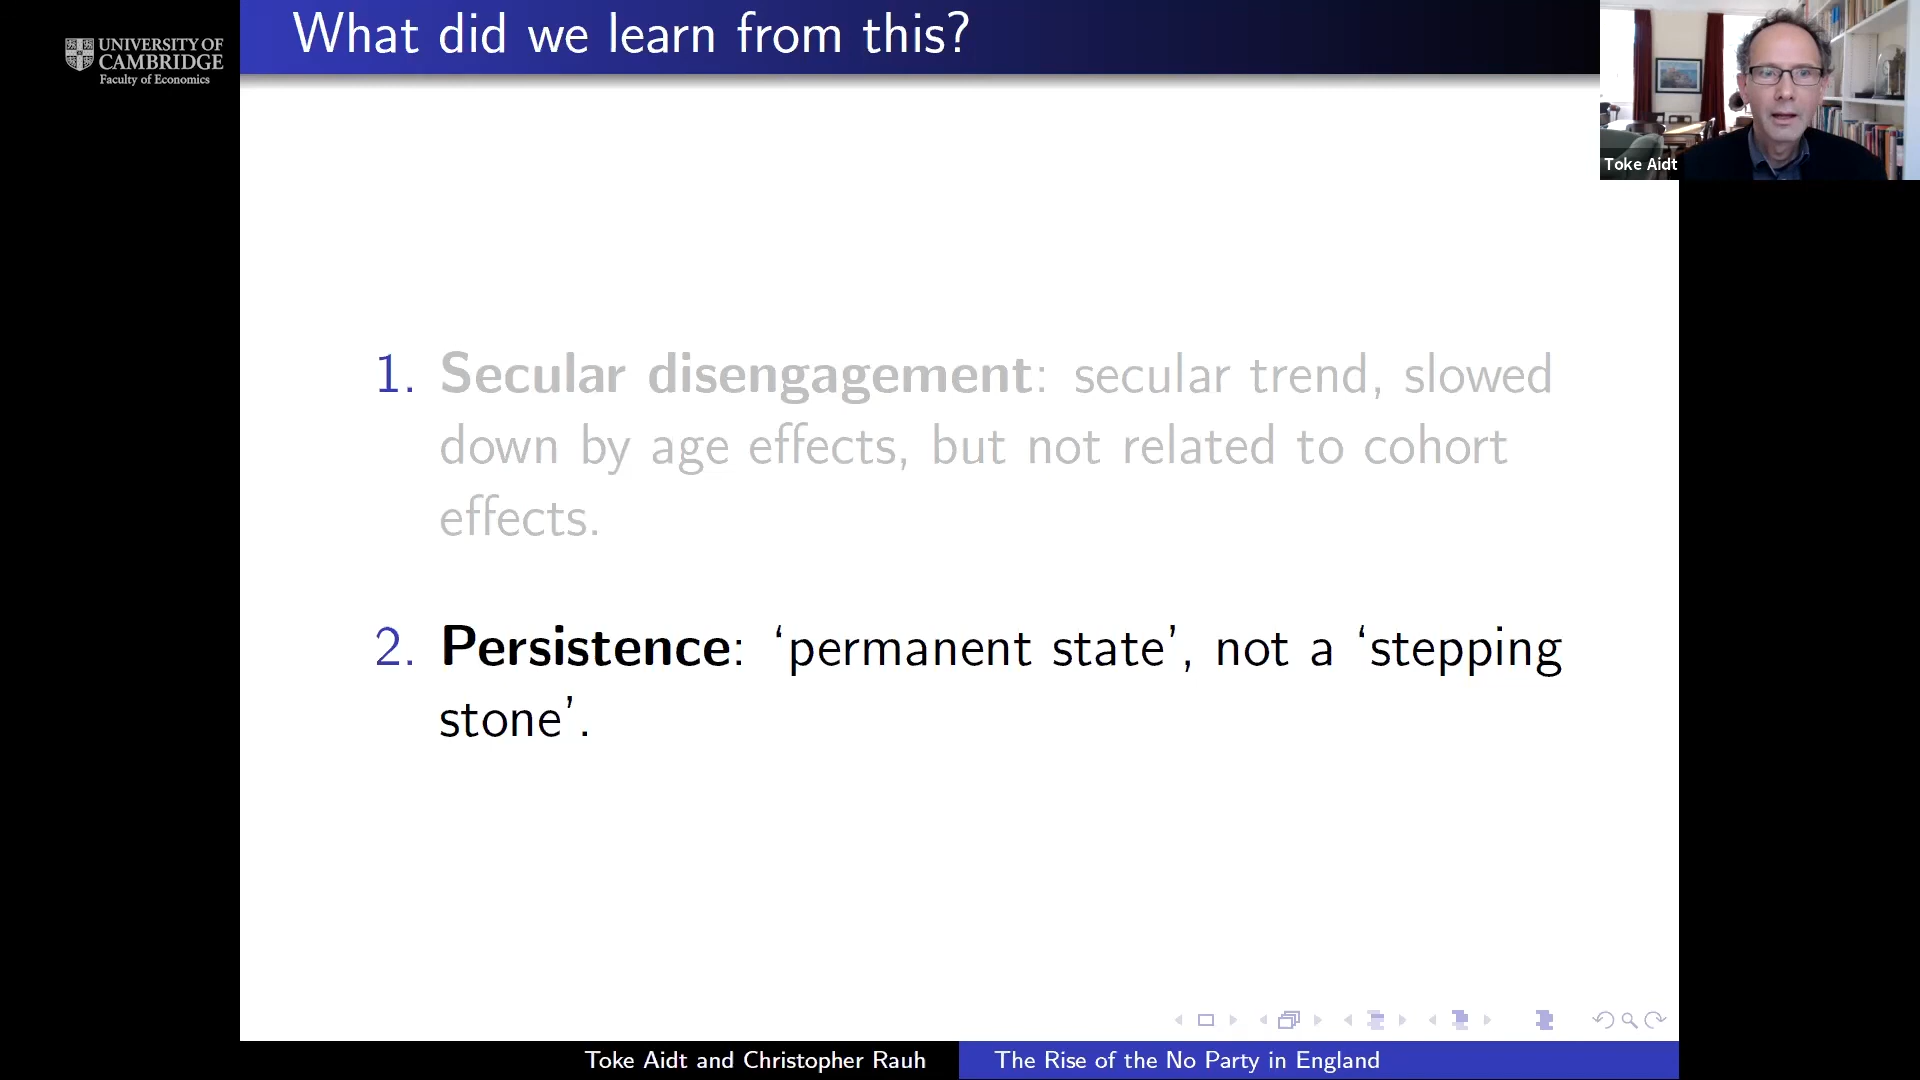 UNIVERSITY OF
CAMBRIDGE
Faculty of Economics
What did we learn from this?
Toke Aidt
1. Secular disengagement: secular trend, slowed
down by age effects, but not related to cohort
effects.
2. Persistence: ‘permanent state’, not a ‘stepping
stone’.
Toke Aidt and Christopher Rauh
The Rise of the No Party in England